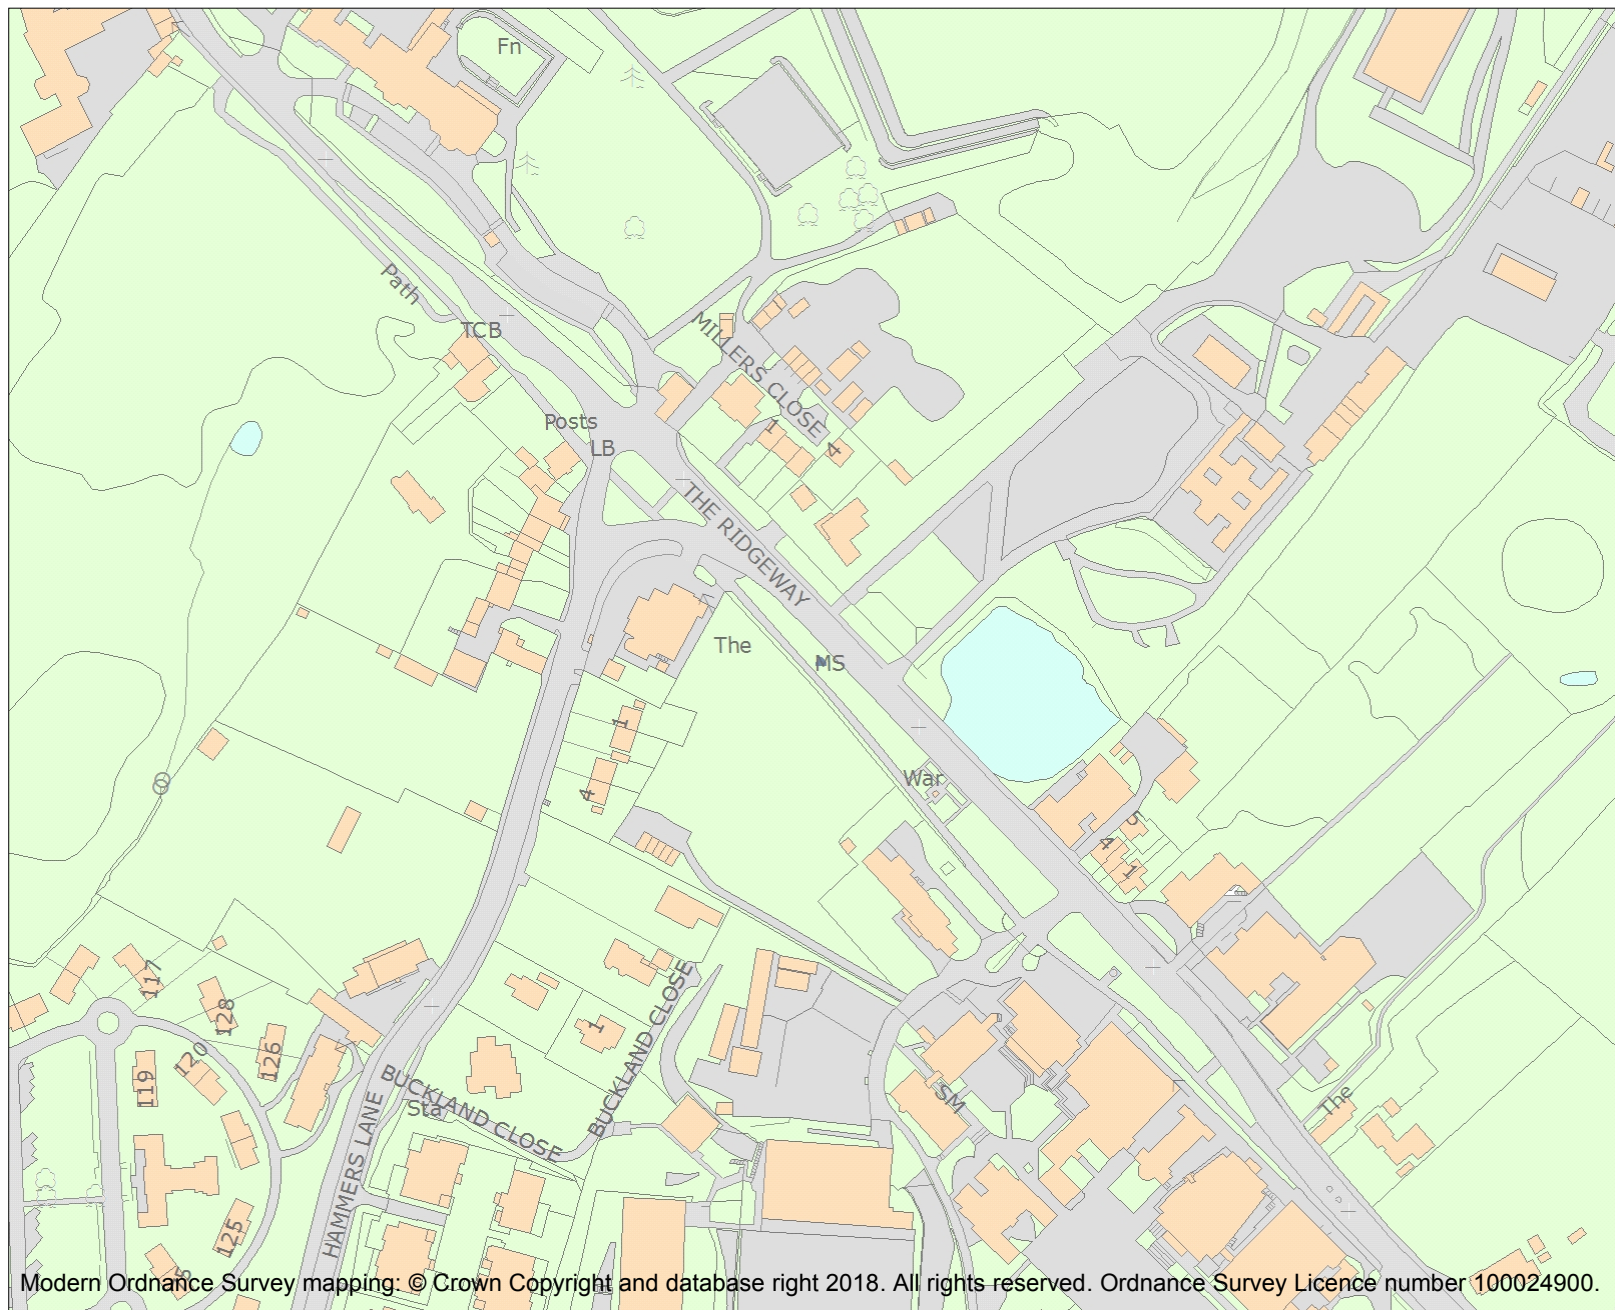 Fn
Path
TCB
MILLERS CLOSE
Posts
LB
1
4
THE RIDGEWAY
The
MS
1
4
War
5
4
1
117
128
126
120
119
1
BUCKLAND CLOSE
BUCKLAND CLOSE
Sta
HAMMERS LANE
SM
The
125
Modern Ordnance Survey mapping: © Crown Copyright and database right 2018. All rights reserved. Ordnance Survey Licence number 100024900.